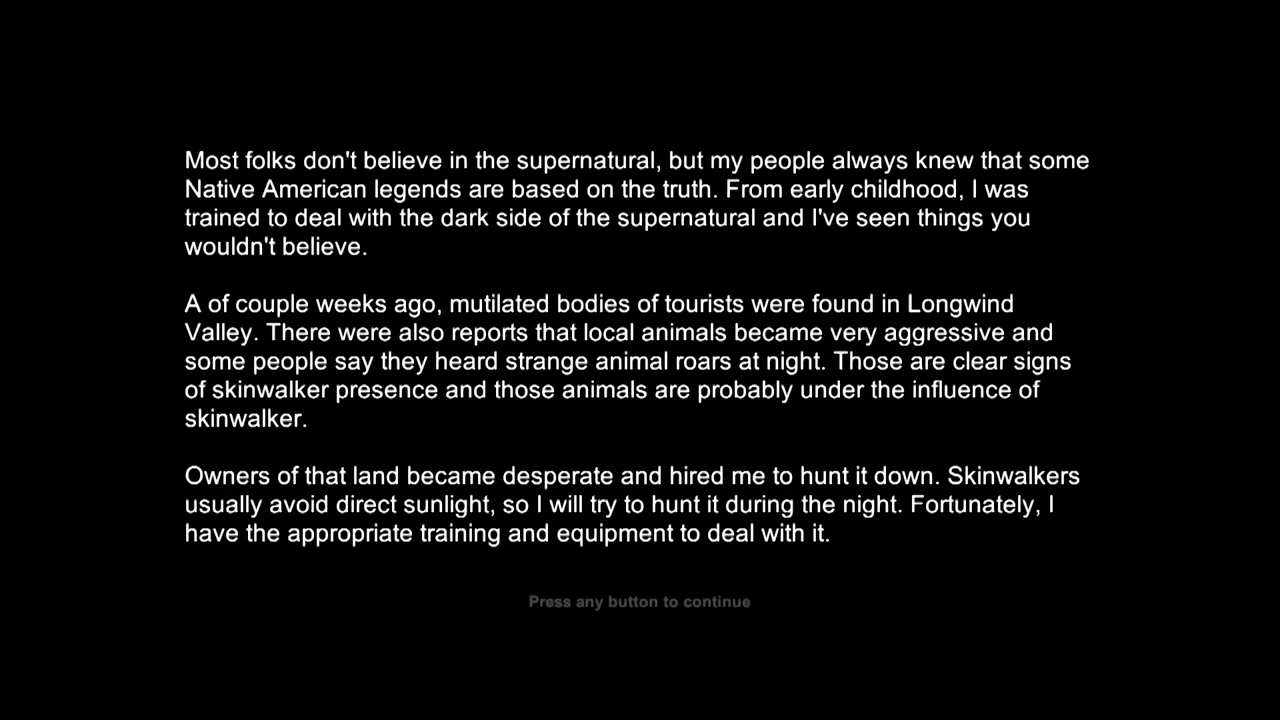 Most folks don't believe in the supernatural, but my people always knew that some
Native American legends are based on the truth. From early childhood, I was
trained to deal with the dark side of the supernatural and I've seen things you
wouldn't believe.
A of couple weeks ago, mutilated bodies of tourists were found in Longwind
Valley. There were also reports that local animals became very aggressive and
some people say they heard strange animal roars at night. Those are clear signs
of skinwalker presence and those animals are probably under the influence of
skinwalker.
Owners of that land became desperate and hired me to hunt it down. Skinwalkers
usually avoid direct sunlight, so I will try to hunt it during the night. Fortunately, I
have the appropriate training and equipment to deal with it.
Press any button to continue